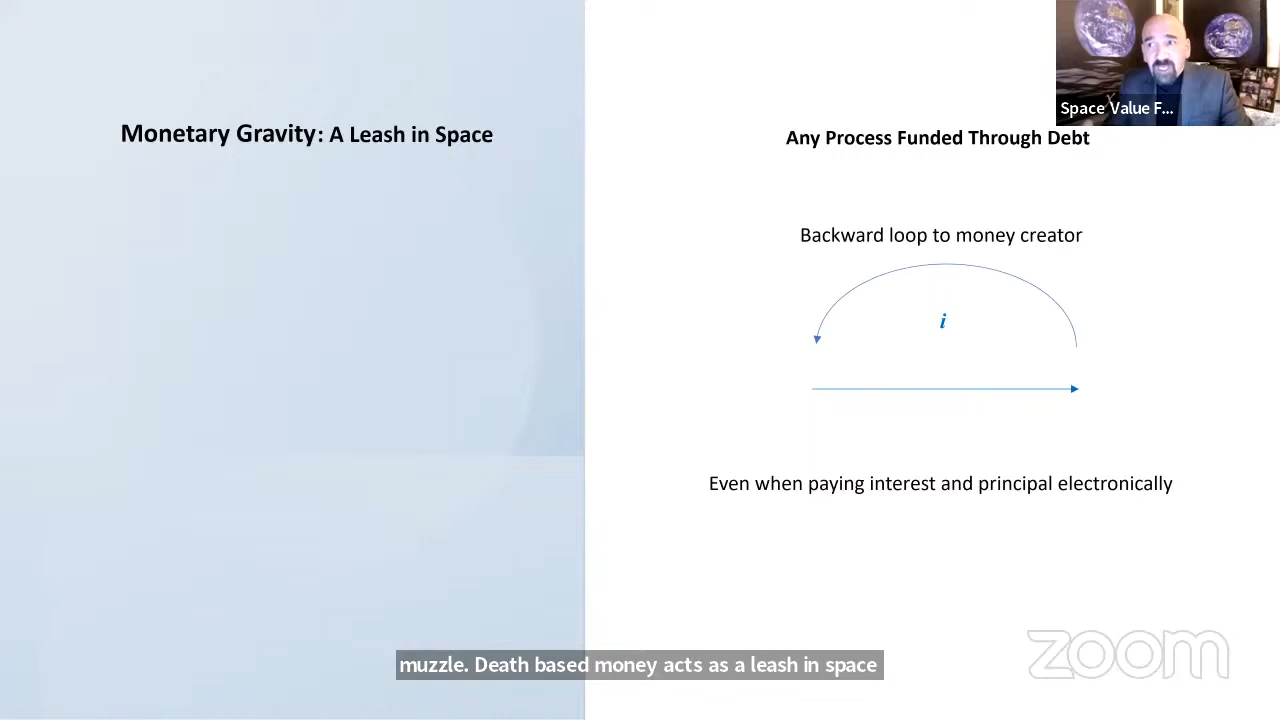 Space Value F...
Monetary Gravity: A Leash in Space
Any Process Funded Through Debt
Backward loop to money creator
i
Even when paying interest and principal electronically
zoom
muzzle. Death based money acts as a leash in space